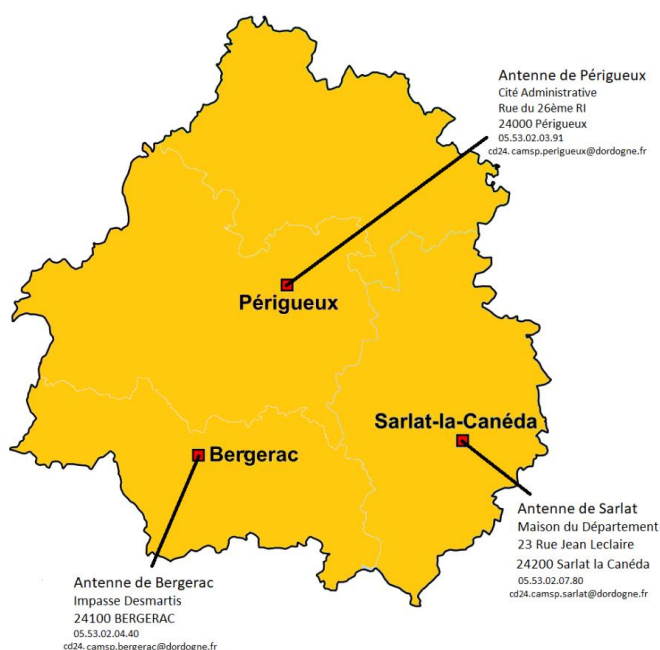 Antenne de Périgueux
Cité Administrative
Rue du 26ème RI
24000 Périgueux
05.53.02.03.91
cd24.camsp.perigueux@dordogne.fr
Périgueux
Sarlat-la-Canéda
Bergerac
Antenne de Sarlat
Maison du Département
23 Rue Jean Leclaire
24200 Sarlat la Canéda
05.53.02.07.80
cd24.camsp.sarlat@dordogne.fr
Antenne de Bergerac
Impasse Desmartis
24100 BERGERAC
05.53.02.04.40
cd24.camsp.bergerac@dordogne.fr